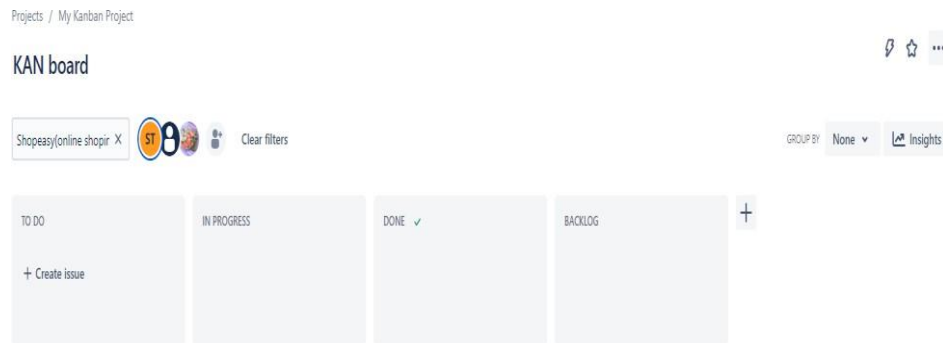 Projects / My Kanban Project
KAN board
Shopeasy(online shopir × ST Clear filters GROUP BY None Insights
TO DO IN PROGRESS DONE ✓ BACKLOG +
+ Create issue